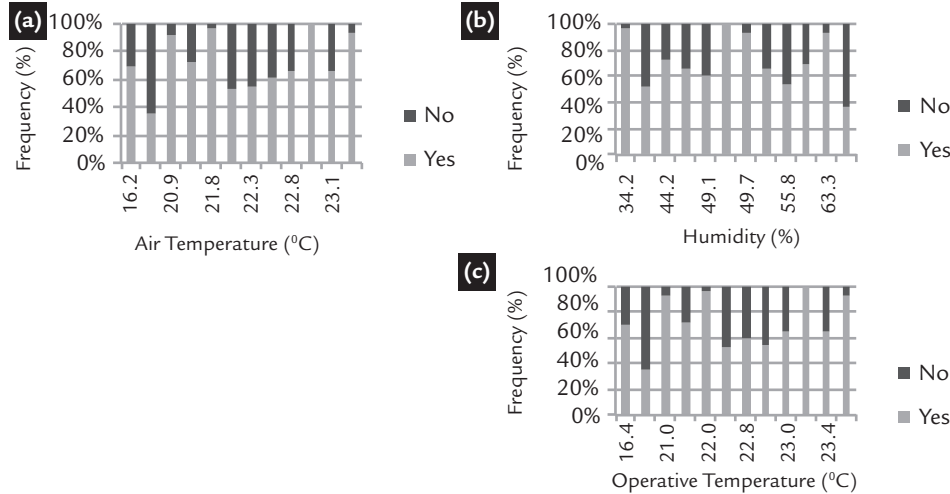 (a)
100%
80%
60%
40%
20%
0%
Frequency (%)
16.2
20.9
21.8
22.3
22.8
23.1
Air Temperature (⁰C)
No
Yes
(b)
100%
80%
60%
40%
20%
0%
Frequency (%)
34.2
44.2
49.1
49.7
55.8
63.3
Humidity (%)
No
Yes
(c)
100%
80%
60%
40%
20%
0%
Frequency (%)
16.4
21.0
22.0
22.8
23.0
23.4
Operative Temperature (⁰C)
No
Yes